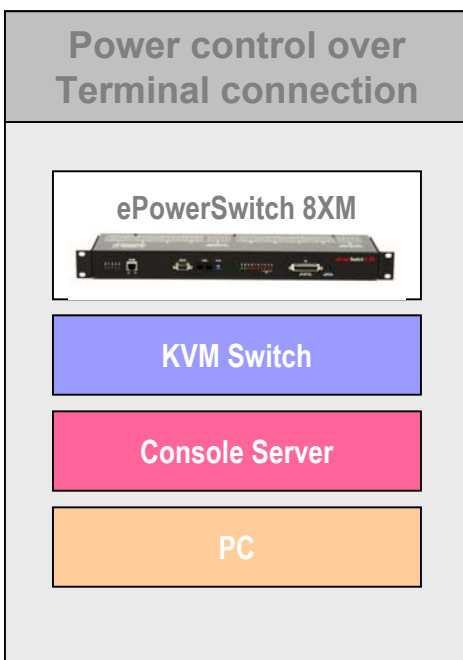 Power control over
Terminal connection
ePowerSwitch 8XM
KVM Switch
Console Server
PC